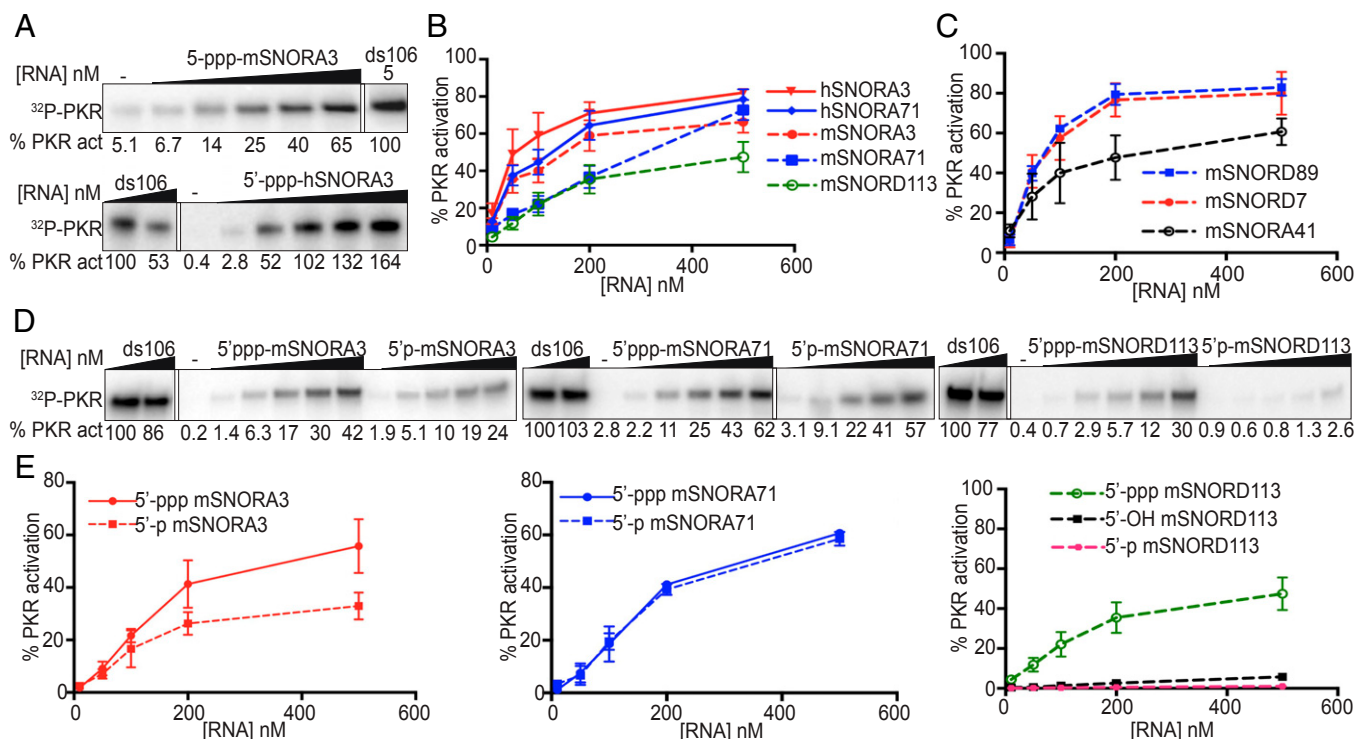 A
5-ppp-mSNORA3 ds106
[RNA] nM - 5
32P-PKR
% PKR act 5.1 6.7 14 25 40 65 100
[RNA] nM ds106 - 5'-ppp-hSNORA3
32P-PKR
% PKR act 100 53 0.4 2.8 52 102 132 164
B
% PKR activation
100
80
60
40
20
0
0 200 400 600
[RNA] nM
hSNORA3
hSNORA71
mSNORA3
mSNORA71
mSNORD113
C
% PKR activation
100
80
60
40
20
0
0 200 400 600
[RNA] nM
mSNORD89
mSNORD7
mSNORA41
D
[RNA] nM ds106 - 5'ppp-mSNORA3 5'p-mSNORA3 ds106 - 5'ppp-mSNORA71 5'p-mSNORA71 ds106 - 5'ppp-mSNORD113 5'p-mSNORD113
32P-PKR
% PKR act 100 86 0.2 1.4 6.3 17 30 42 1.9 5.1 10 19 24 100 103 2.8 2.2 11 25 43 62 3.1 9.1 22 41 57 100 77 0.4 0.7 2.9 5.7 12 30 0.9 0.6 0.8 1.3 2.6
E
% PKR activation
80
60
40
20
0
0 200 400 600
[RNA] nM
5'-ppp mSNORA3
5'-p mSNORA3
% PKR activation
80
60
40
20
0
0 200 400 600
[RNA] nM
5'-ppp mSNORA71
5'-p mSNORA71
% PKR activation
100
80
60
40
20
0
0 200 400 600
[RNA] nM
5'-ppp mSNORD113
5'-OH mSNORD113
5'-p mSNORD113